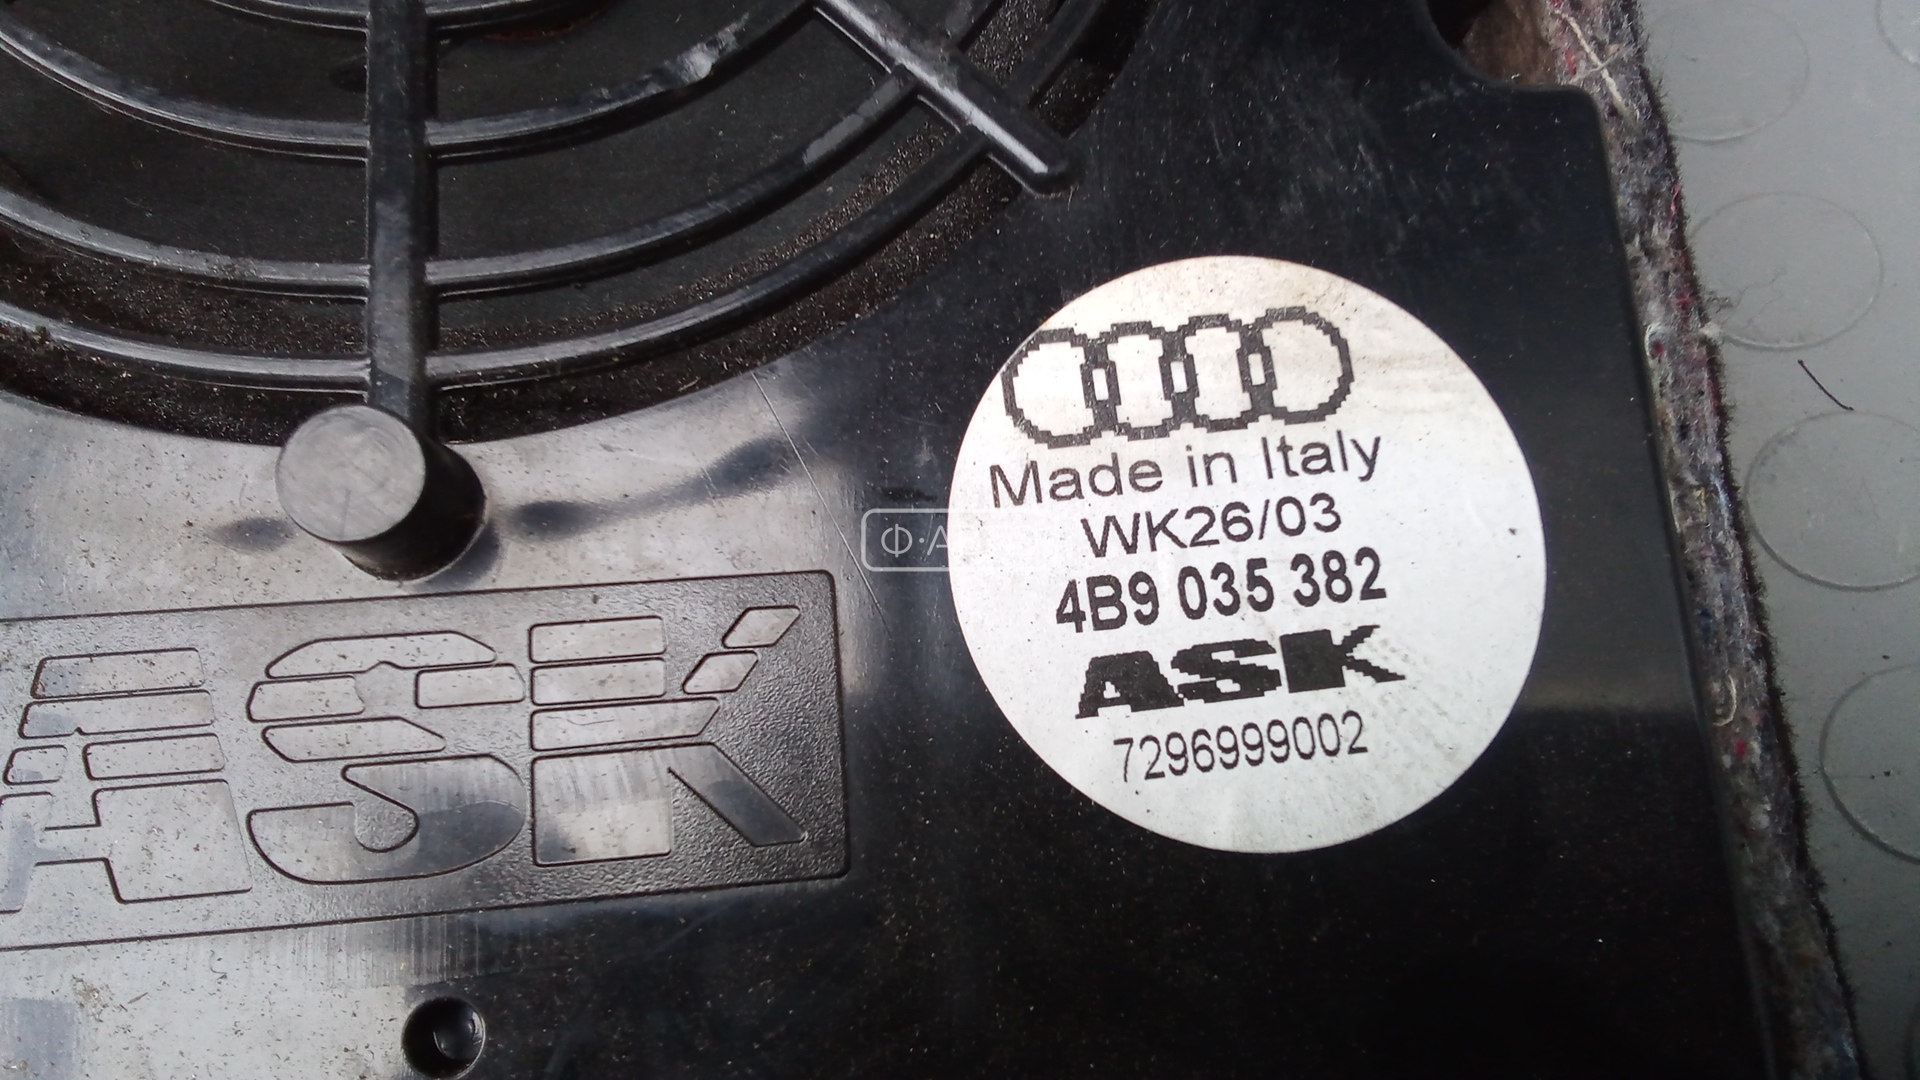 Made in Italy
WK26/03
4B9 035 382
ASK
7296999002
ASK